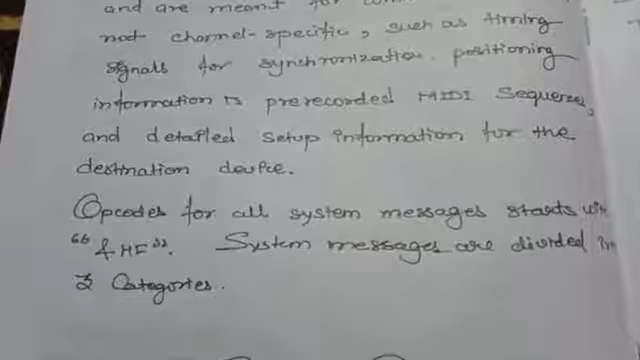 and are meant for
not channel-specific, such as timing
signals for synchronization. positioning
information is prerecorded MIDI Sequences,
and detailed setup information for the
destination device.
Opcodes for all system messages starts with
"&HF". System messages are divided in
3 Categories.